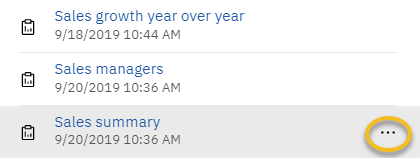 Sales growth year over year
9/18/2019 10:44 AM
Sales managers
9/20/2019 10:36 AM
Sales summary
9/20/2019 10:36 AM